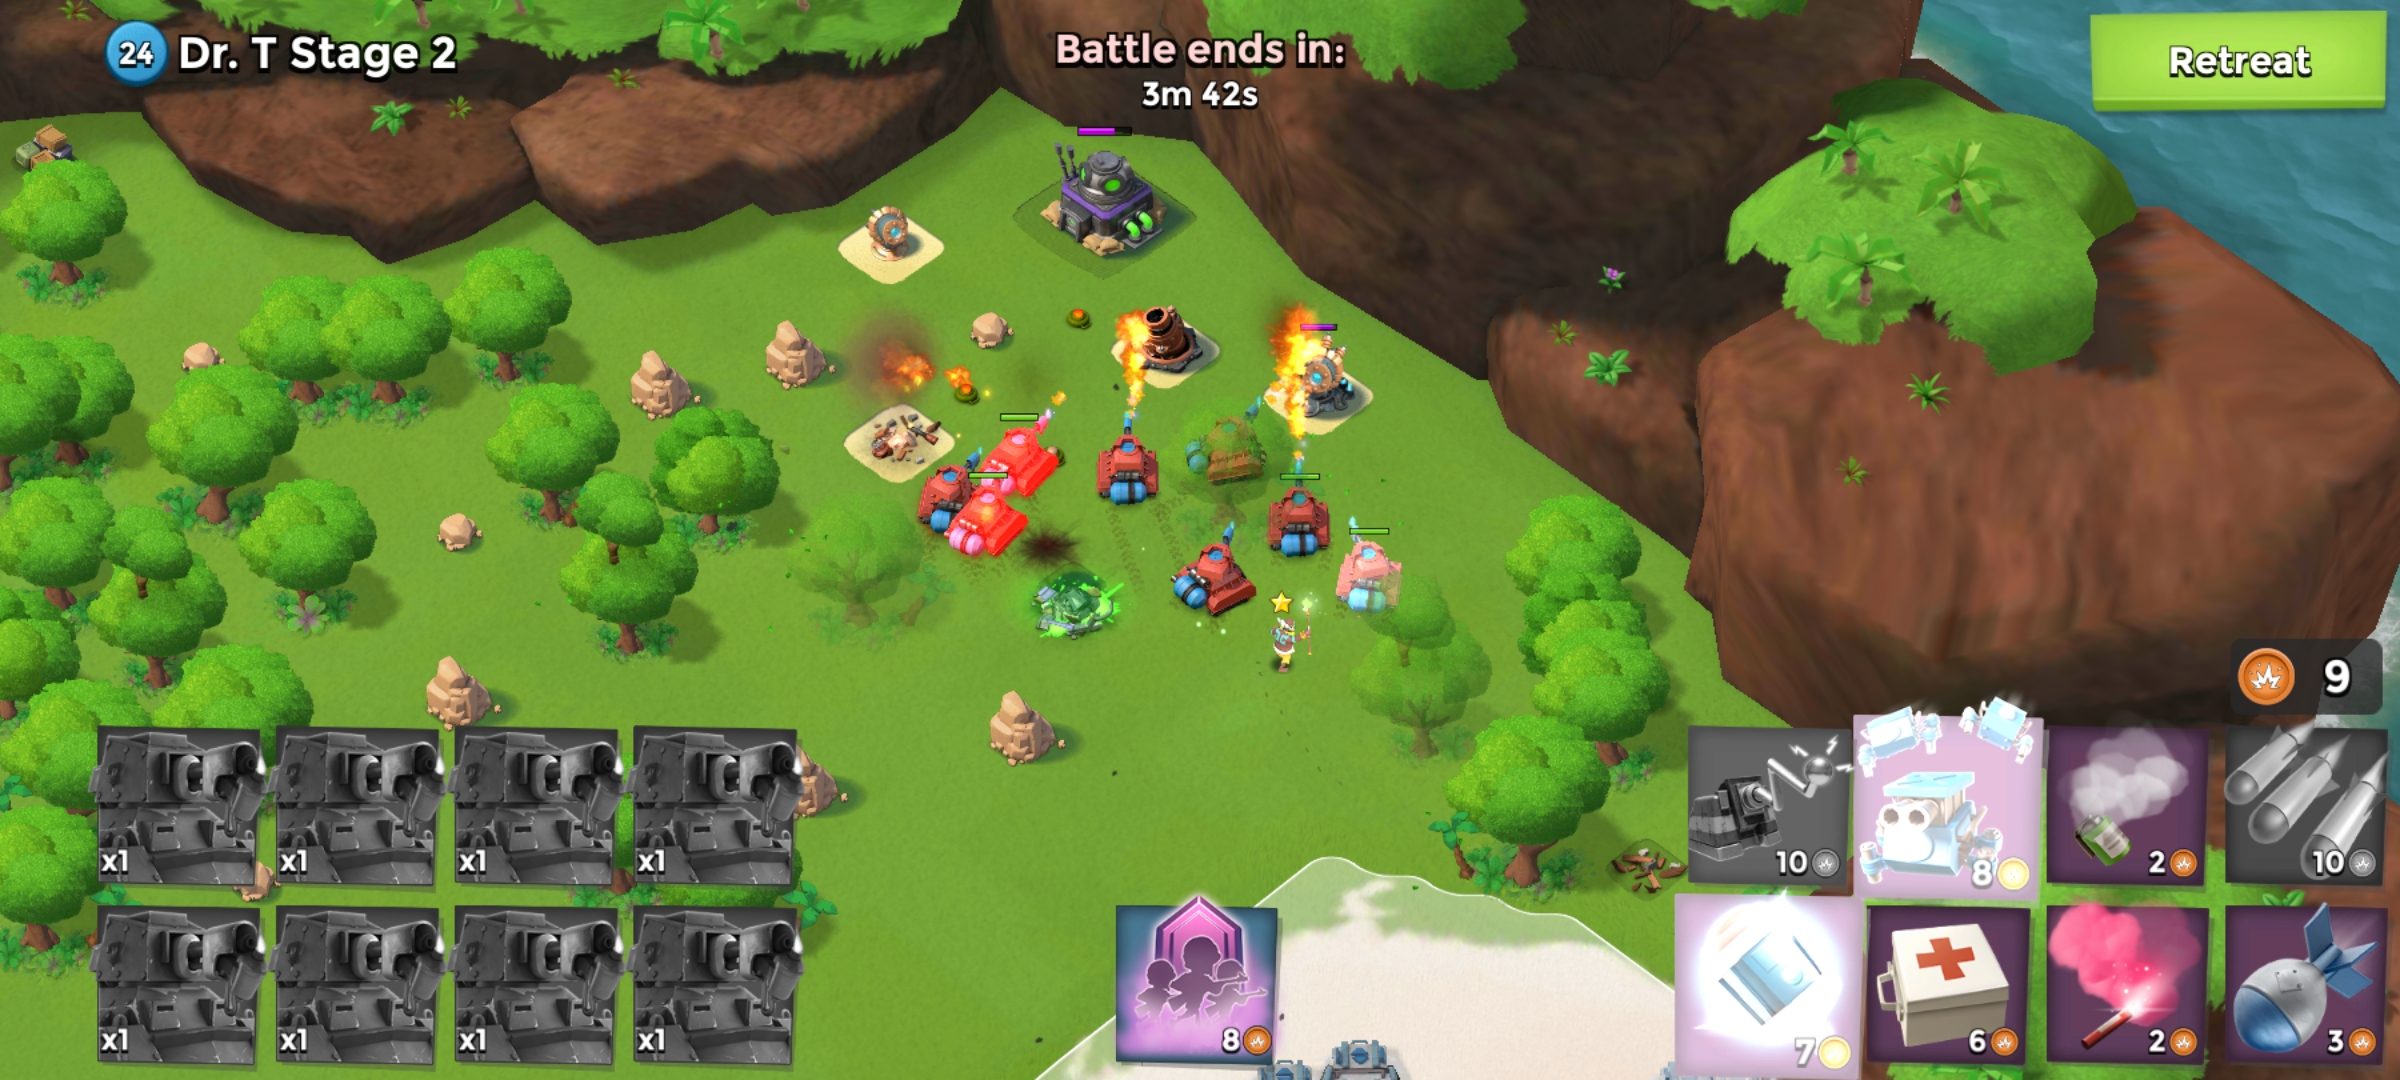 24 Dr. T Stage 2
Battle ends in:
3m 42s
Retreat
9
x1 x1 x1 x1
10 8 2 10
x1 x1 x1 x1
8
7 6 2 3